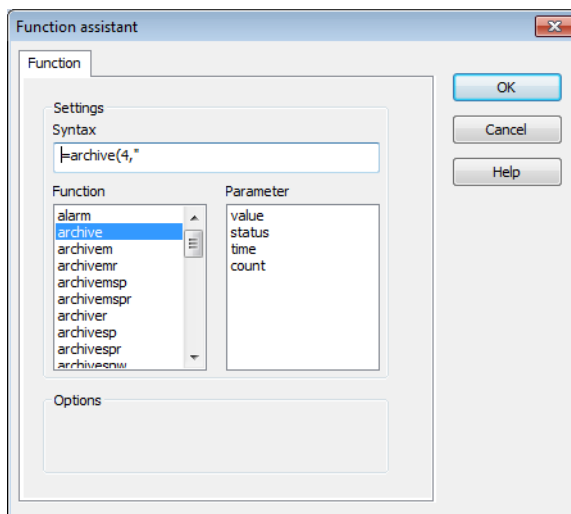 Function assistant
Function
OK
Cancel
Help
Settings
Syntax
=archive(4,"
Function
Parameter
alarm
archive
archivem
archivemr
archivemsp
archivemspr
archiver
archivesp
archivespr
archivespw
value
status
time
count
Options